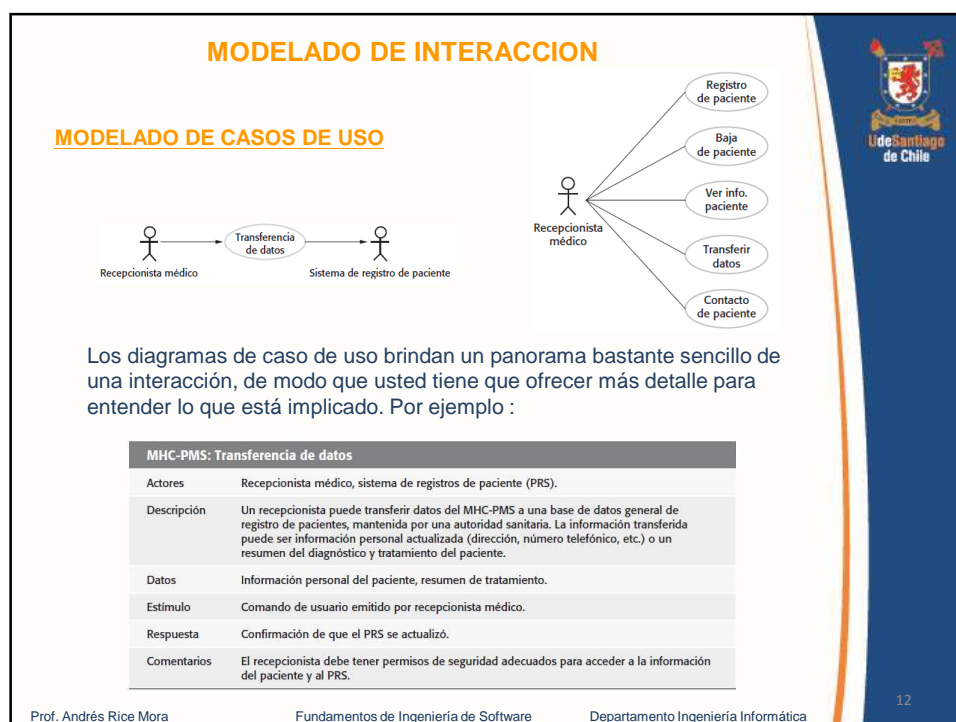 MODELADO DE INTERACCION
MODELADO DE CASOS DE USO
Recepcionista médico
Transferencia
de datos
Sistema de registro de paciente
Registro
de paciente
Baja
de paciente
Ver info.
paciente
Transferir
datos
Contacto
de paciente
Recepcionista
médico
UdeSantiago
de Chile
Los diagramas de caso de uso brindan un panorama bastante sencillo de
una interacción, de modo que usted tiene que ofrecer más detalle para
entender lo que está implicado. Por ejemplo :
MHC-PMS: Transferencia de datos
Actores Recepcionista médico, sistema de registros de paciente (PRS).
Descripción Un recepcionista puede transferir datos del MHC-PMS a una base de datos general de
registro de pacientes, mantenida por una autoridad sanitaria. La información transferida
puede ser información personal actualizada (dirección, número telefónico, etc.) o un
resumen del diagnóstico y tratamiento del paciente.
Datos Información personal del paciente, resumen de tratamiento.
Estímulo Comando de usuario emitido por recepcionista médico.
Respuesta Confirmación de que el PRS se actualizó.
Comentarios El recepcionista debe tener permisos de seguridad adecuados para acceder a la información
del paciente y al PRS.
12
Prof. Andrés Rice Mora Fundamentos de Ingeniería de Software Departamento Ingeniería Informática